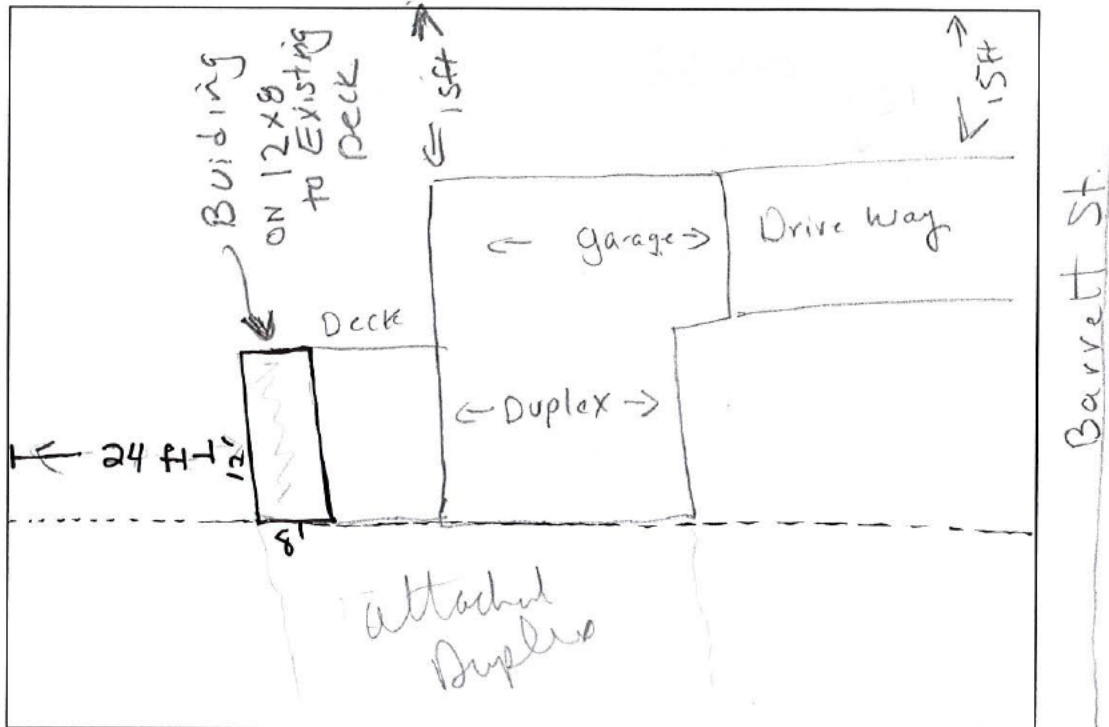 Buiding
on 12x8
to Existing
Deck
15ft
15ft
garage
Drive Way
Barrett St.
Deck
Duplex
24 ft
12'
8'
attached
Duplex